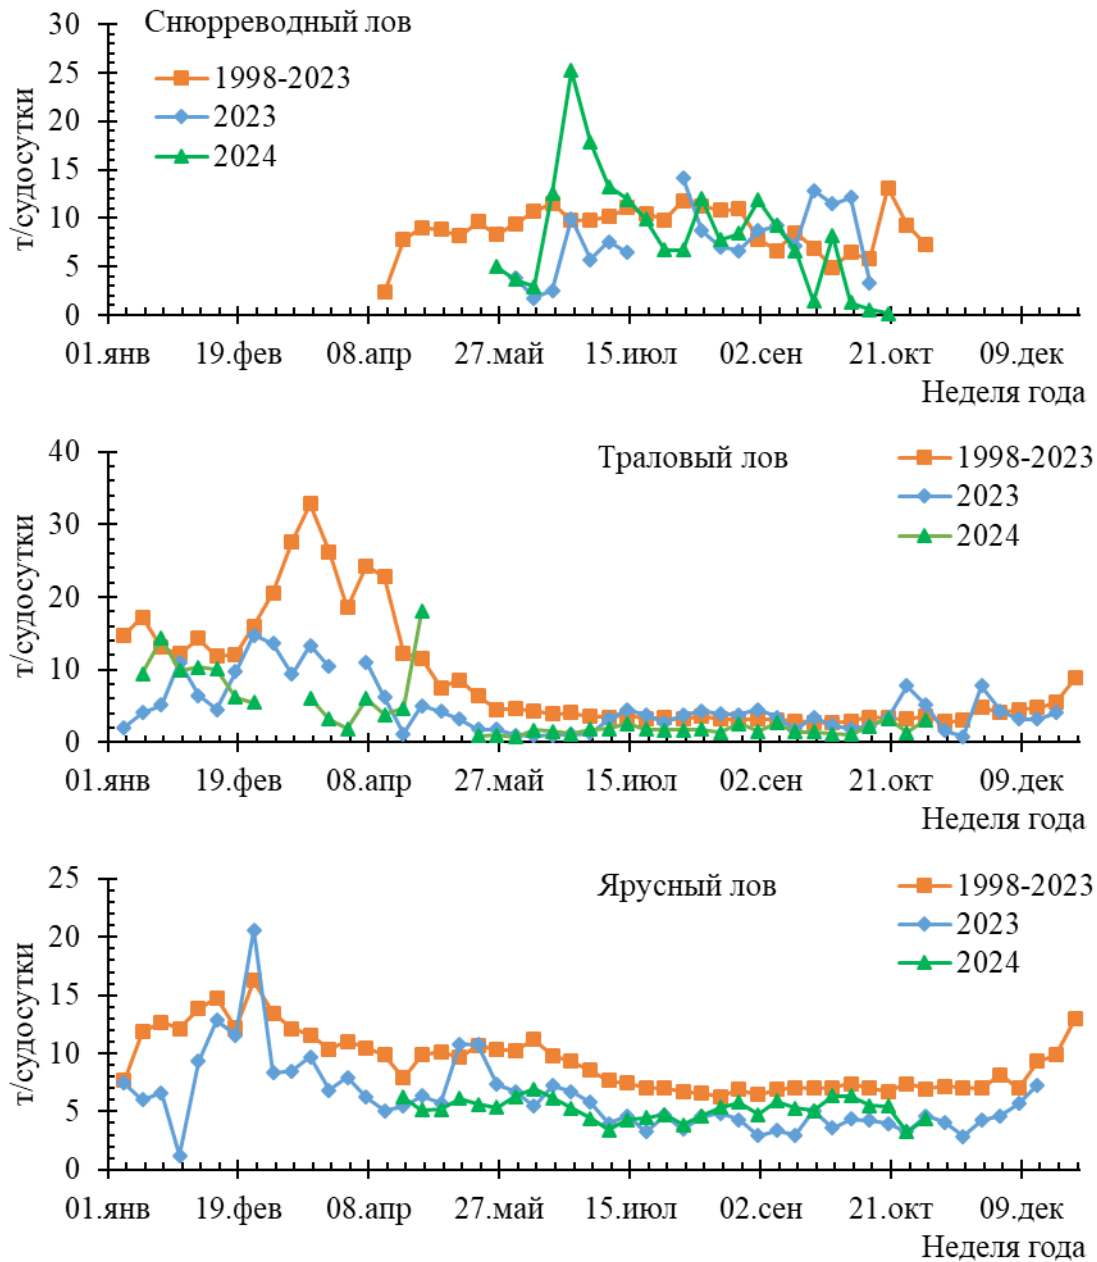 Снюрреводный лов
1998-2023
2023
2024
т/судосутки
30
25
20
15
10
5
0
01.янв 19.фев 08.апр 27.май 15.июл 02.сен 21.окт 09.дек
Неделя года
Траловый лов
1998-2023
2023
2024
т/судосутки
40
30
20
10
0
01.янв 19.фев 08.апр 27.май 15.июл 02.сен 21.окт 09.дек
Неделя года
Ярусный лов
1998-2023
2023
2024
т/судосутки
25
20
15
10
5
0
01.янв 19.фев 08.апр 27.май 15.июл 02.сен 21.окт 09.дек
Неделя года